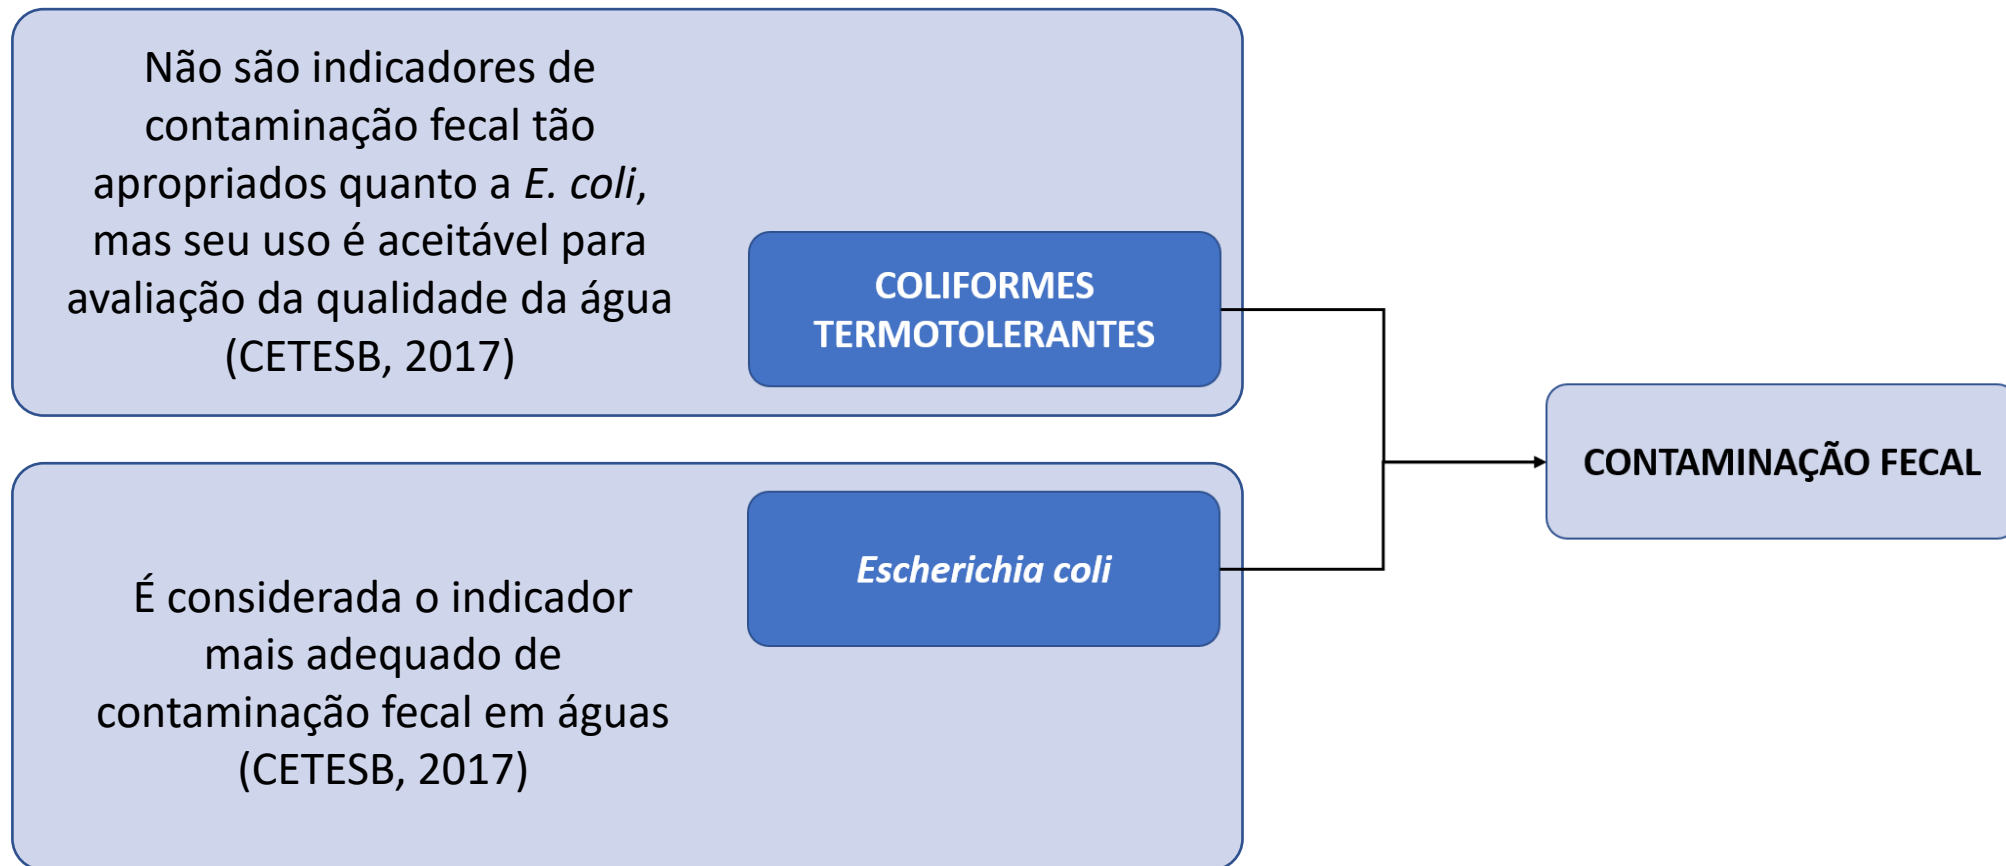 Não são indicadores de
contaminação fecal tão
apropriados quanto a E. coli,
mas seu uso é aceitável para
avaliação da qualidade da água
(CETESB, 2017)
COLIFORMES
TERMOTOLERANTES
É considerada o indicador
mais adequado de
contaminação fecal em águas
(CETESB, 2017)
Escherichia coli
CONTAMINAÇÃO FECAL